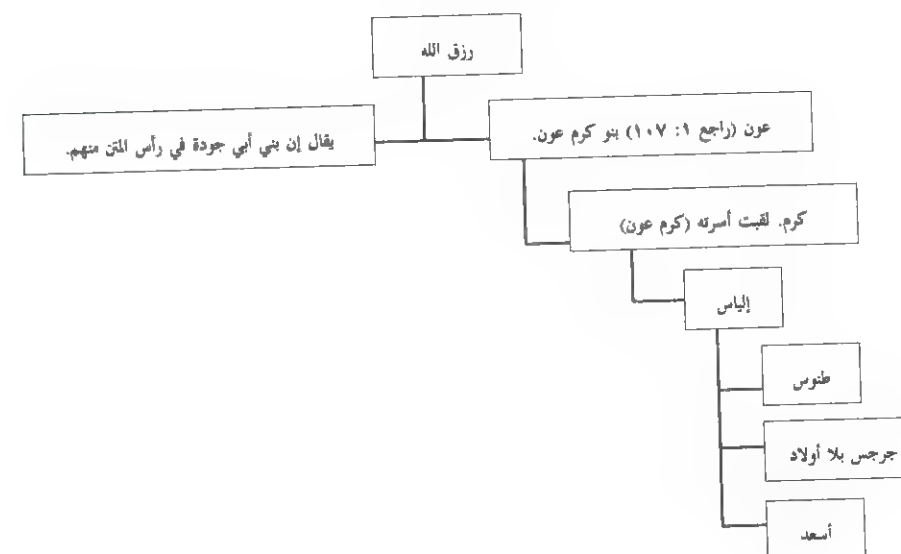 رزق الله
عون (راجع ١: ١٠٧) بنو كرم عون.
يقال إن بني أبي جودة في رأس المتن منهم.
كرم. لقبت أسرته (كرم عون)
إلياس
طنوس
جرجس بلا أولاد
أسعد